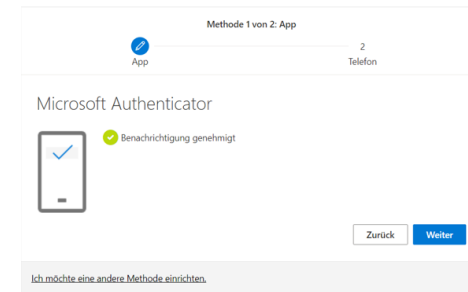 Methode 1 von 2: App
App
2
Telefon
Microsoft Authenticator
Benachrichtigung genehmigt
Zurück
Weiter
Ich möchte eine andere Methode einrichten.